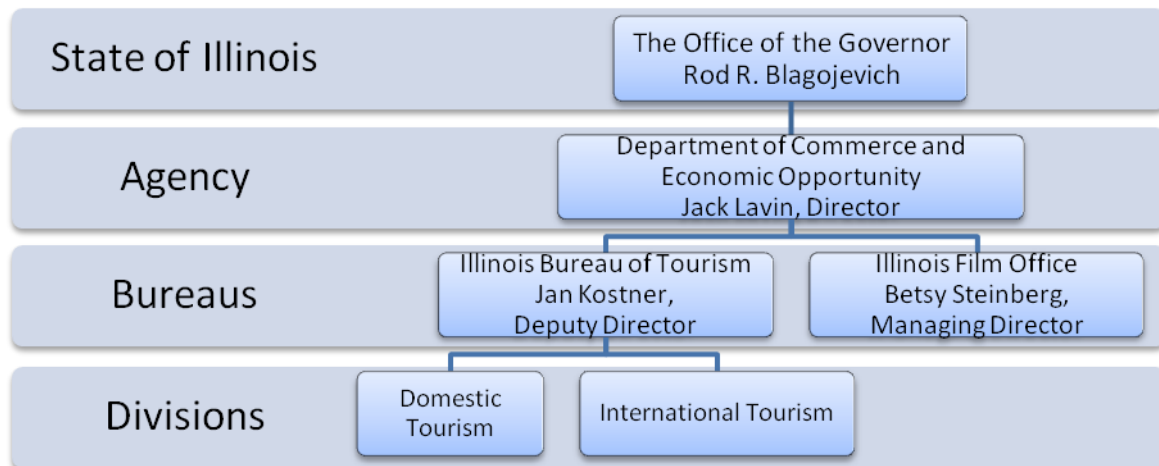 State of Illinois
The Office of the Governor
Rod R. Blagojevich
Agency
Department of Commerce and
Economic Opportunity
Jack Lavin, Director
Bureaus
Illinois Bureau of Tourism
Jan Kostner,
Deputy Director
Illinois Film Office
Betsy Steinberg,
Managing Director
Divisions
Domestic
Tourism
International Tourism